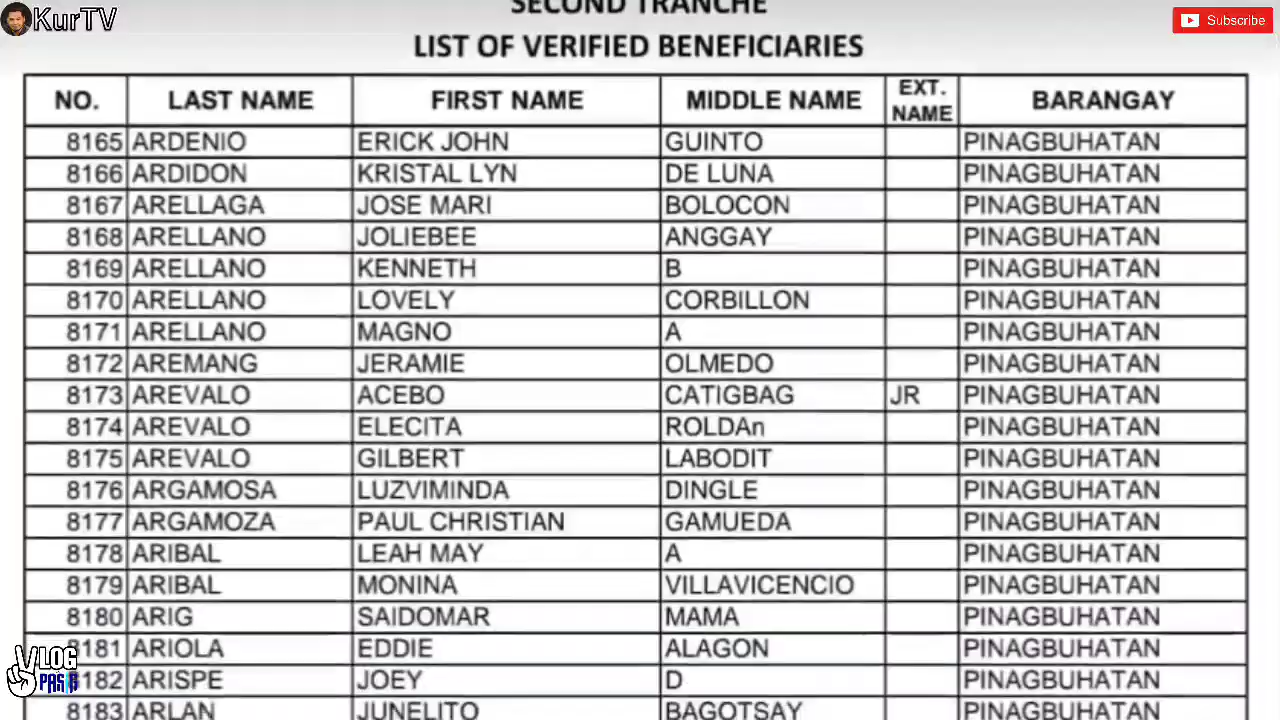 KurTV
Subscribe
SECOND TRANCHE
LIST OF VERIFIED BENEFICIARIES
NO. LAST NAME FIRST NAME MIDDLE NAME EXT. NAME BARANGAY
8165 ARDENIO ERICK JOHN GUINTO PINAGBUHATAN
8166 ARDIDON KRISTAL LYN DE LUNA PINAGBUHATAN
8167 ARELLAGA JOSE MARI BOLOCON PINAGBUHATAN
8168 ARELLANO JOLIEBEE ANGGAY PINAGBUHATAN
8169 ARELLANO KENNETH B PINAGBUHATAN
8170 ARELLANO LOVELY CORBILLON PINAGBUHATAN
8171 ARELLANO MAGNO A PINAGBUHATAN
8172 AREMANG JERAMIE OLMEDO PINAGBUHATAN
8173 AREVALO ACEBO CATIGBAG JR PINAGBUHATAN
8174 AREVALO ELECITA ROLDAn PINAGBUHATAN
8175 AREVALO GILBERT LABODIT PINAGBUHATAN
8176 ARGAMOSA LUZVIMINDA DINGLE PINAGBUHATAN
8177 ARGAMOZA PAUL CHRISTIAN GAMUEDA PINAGBUHATAN
8178 ARIBAL LEAH MAY A PINAGBUHATAN
8179 ARIBAL MONINA VILLAVICENCIO PINAGBUHATAN
8180 ARIG SAIDOMAR MAMA PINAGBUHATAN
8181 ARIOLA EDDIE ALAGON PINAGBUHATAN
8182 ARISPE JOEY D PINAGBUHATAN
8183 ARLAN JUNELITO BAGOTSAY PINAGBUHATAN
VLOG
PASIG